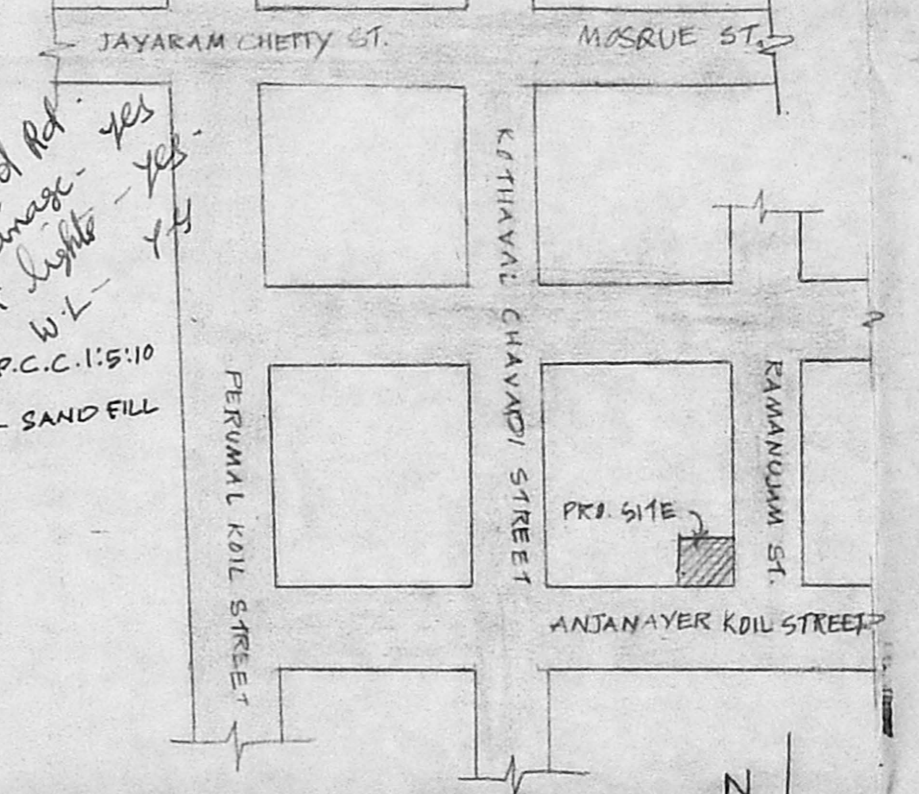 JAYARAM CHETTY ST.
MOSQUE ST.
Rd.
yes
yes.
lights - yes
W.L -
P.C.C. 1:5:10
SAND FILL
KOTHAVAL CHAVADI STREET
PERUMAL KOIL STREET
RAMANUJAM ST.
PRO. SITE
ANJANAYER KOIL STREET
N